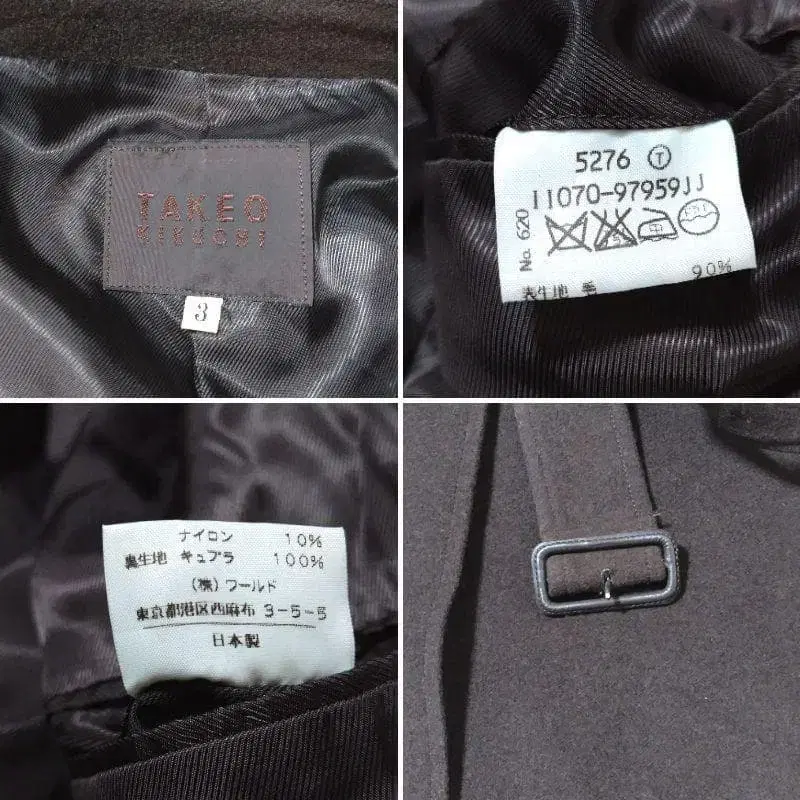 TAKEO
KIKUCHI
3
5276 Ⓣ
11070-97959JJ
No. 620
表生地 毛 90%
ナイロン 10%
裏生地 キュプラ 100%
(株)ワールド
東京都港区西麻布 3-5-5
日本製